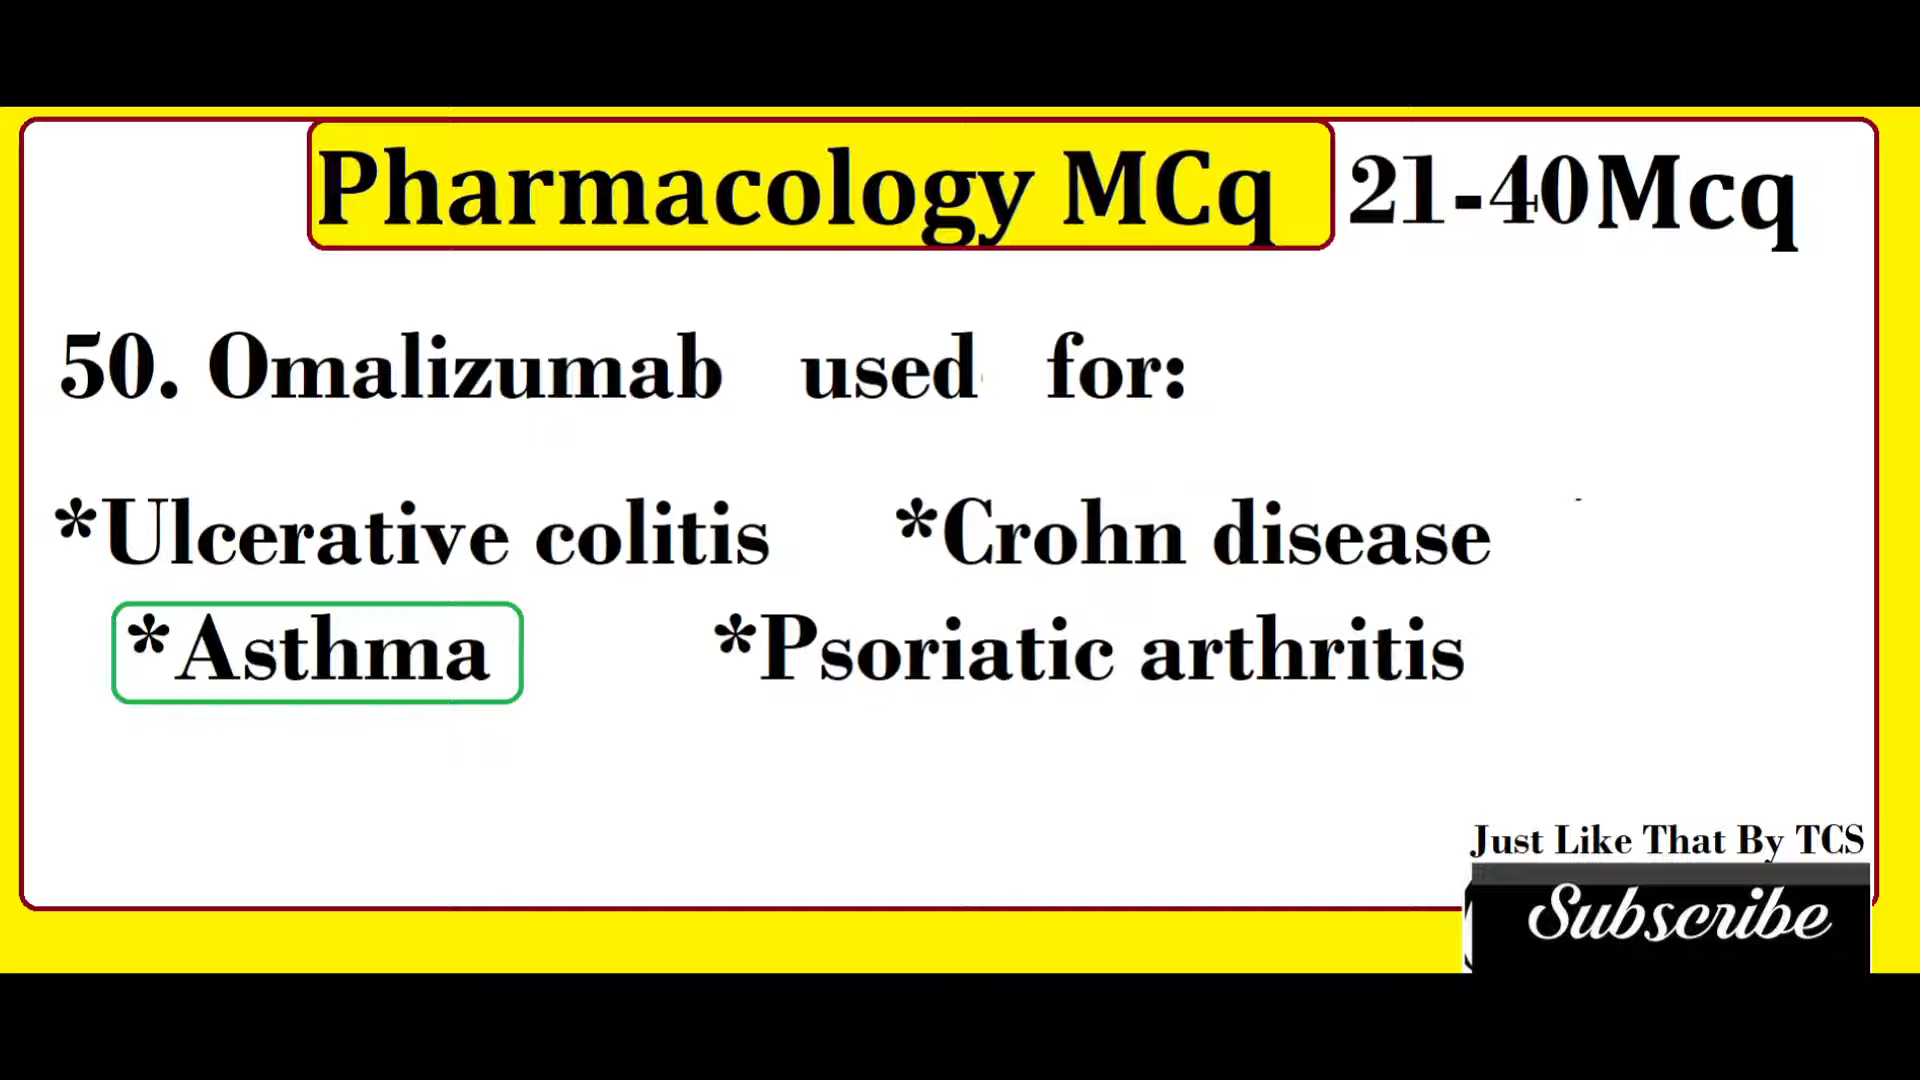 Pharmacology MCq 21-40Mcq
50. Omalizumab used for:
*Ulcerative colitis *Crohn disease
*Asthma *Psoriatic arthritis
Just Like That By TCS
Subscribe